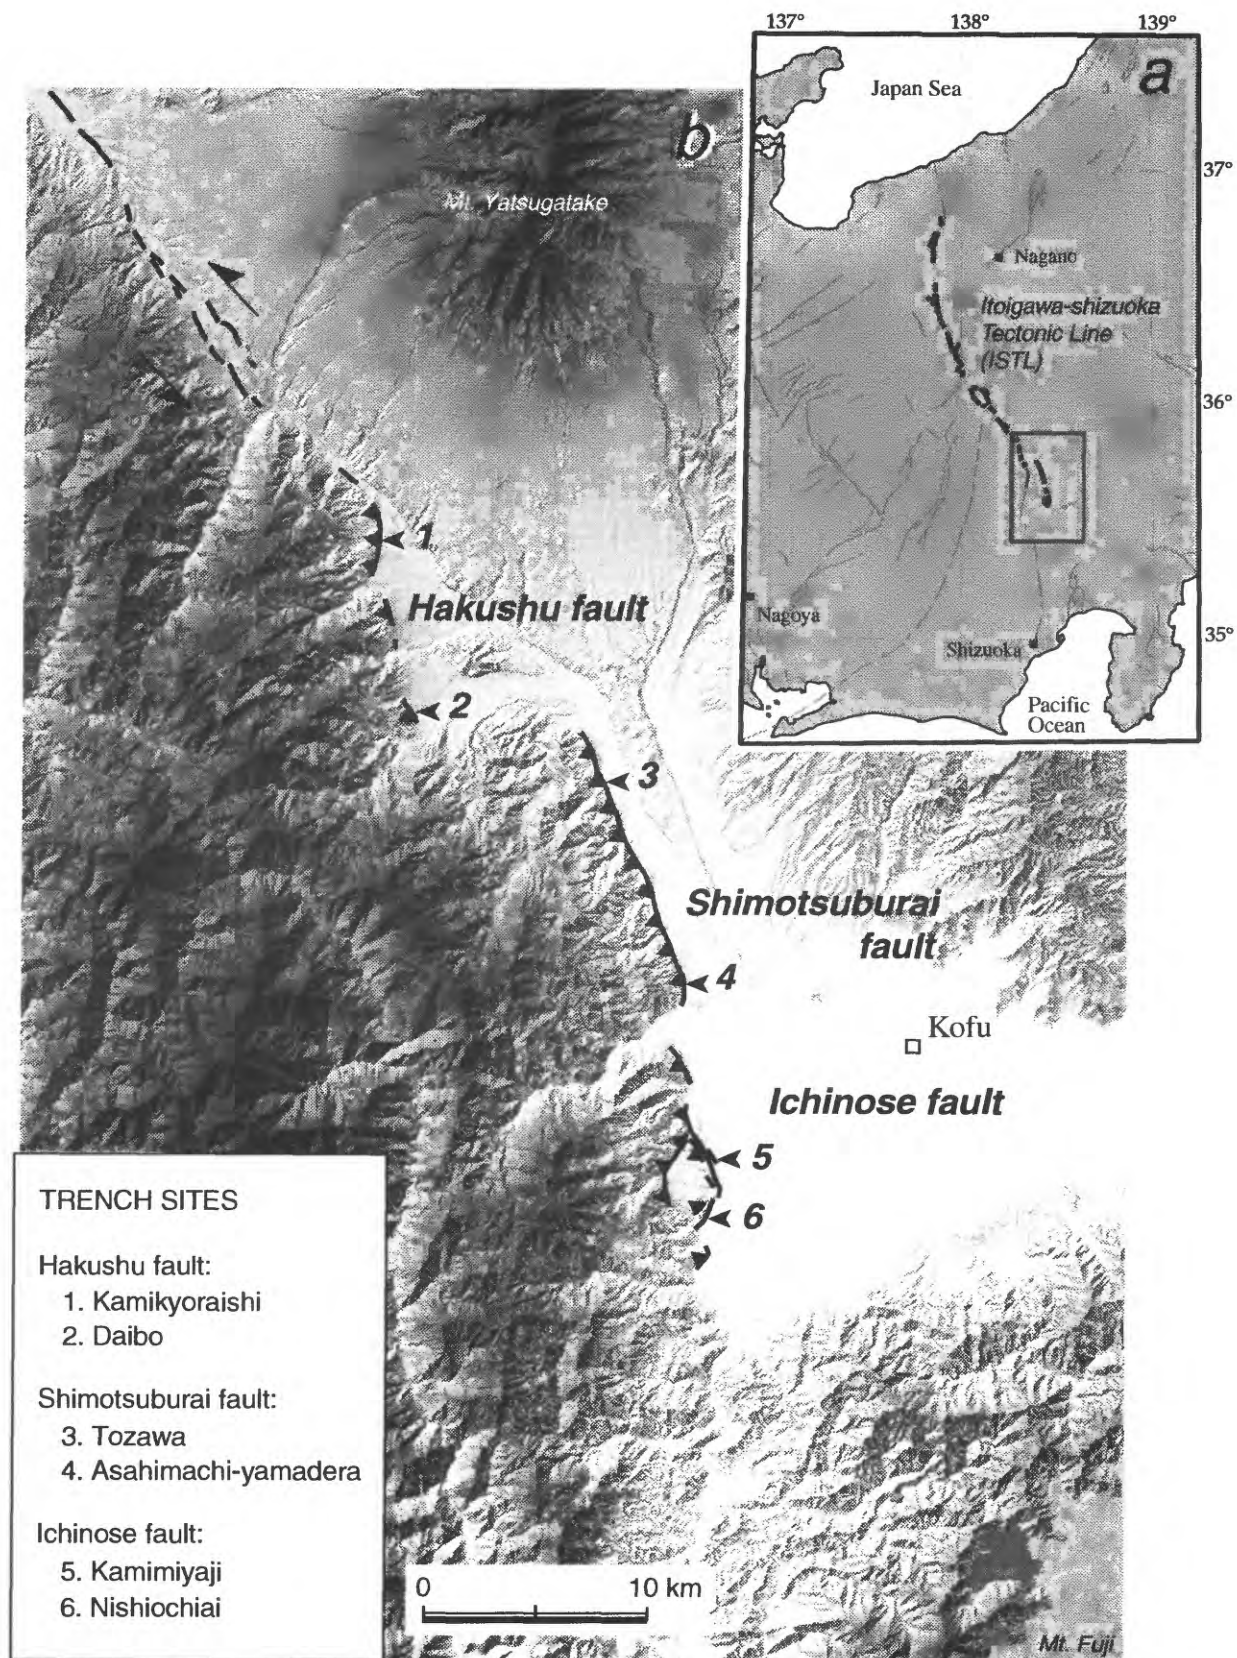 137°
138°
139°
a
Japan Sea
37°
b
Mt. Yatsugatake
Nagano
Itoigawa-shizuoka
Tectonic Line
(ISTL)
36°
1
Hakushu fault
Nagoya
35°
Shizuoka
2
Pacific
Ocean
3
Shimotsuburai
fault
4
Kofu
Ichinose fault
5
6
TRENCH SITES
Hakushu fault:
1. Kamikyoraishi
2. Daibo
Shimotsuburai fault:
3. Tozawa
4. Asahimachi-yamadera
Ichinose fault:
5. Kamimiyaji
6. Nishiochiai
0
10 km
Mt. Fuji